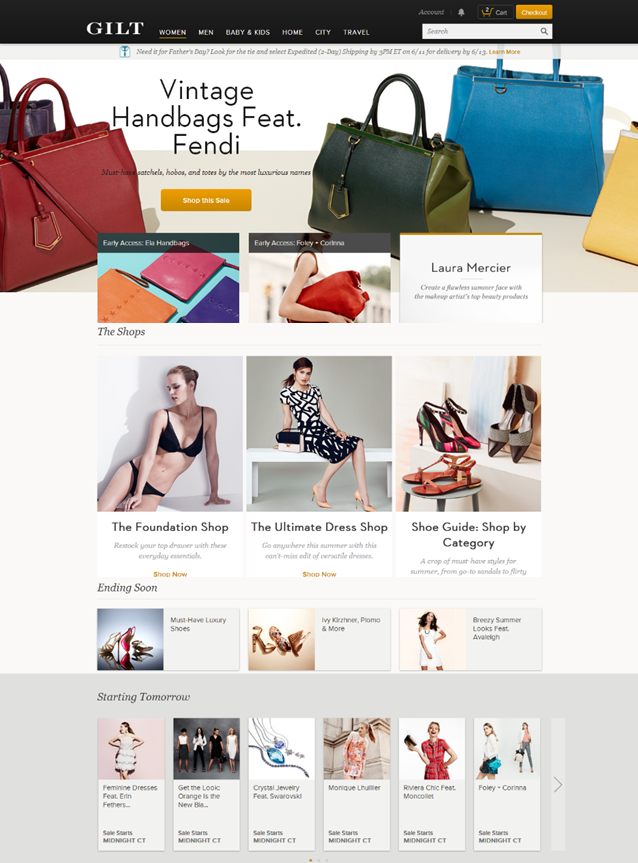 Account
2
Cart
Checkout
GILT
WOMEN
MEN
BABY & KIDS
HOME
CITY
TRAVEL
Search
Need it for Father's Day? Look for the tie and select Expedited (2-Day) Shipping by 3PM ET on 6/11 for delivery by 6/13. Learn More
Vintage
Handbags Feat.
Fendi
Must-have satchels, hobos, and totes by the most luxurious names
Shop this Sale
Early Access: Ela Handbags
Early Access: Foley + Corinna
Laura Mercier
Create a flawless summer face with
the makeup artist's top beauty products
The Shops
The Foundation Shop
Restock your top drawer with these
everyday essentials.
Shop Now
The Ultimate Dress Shop
Go anywhere this summer with this
can't-miss edit of versatile dresses.
Shop Now
Shoe Guide: Shop by
Category
A crop of must-have styles for
summer, from go-to sandals to flirty
Ending Soon
Must-Have Luxury
Shoes
Ivy Kirzhner, Plomo
& More
Breezy Summer
Looks Feat.
Avaleigh
Starting Tomorrow
Feminine Dresses
Feat. Erin
Fethers...
Sale Starts
MIDNIGHT CT
Get the Look:
Orange Is the
New Bla...
Sale Starts
MIDNIGHT CT
Crystal Jewelry
Feat. Swarovski
Sale Starts
MIDNIGHT CT
Monique Lhuillier
Sale Starts
MIDNIGHT CT
Riviera Chic Feat.
Moncollet
Sale Starts
MIDNIGHT CT
Foley + Corinna
Sale Starts
MIDNIGHT CT